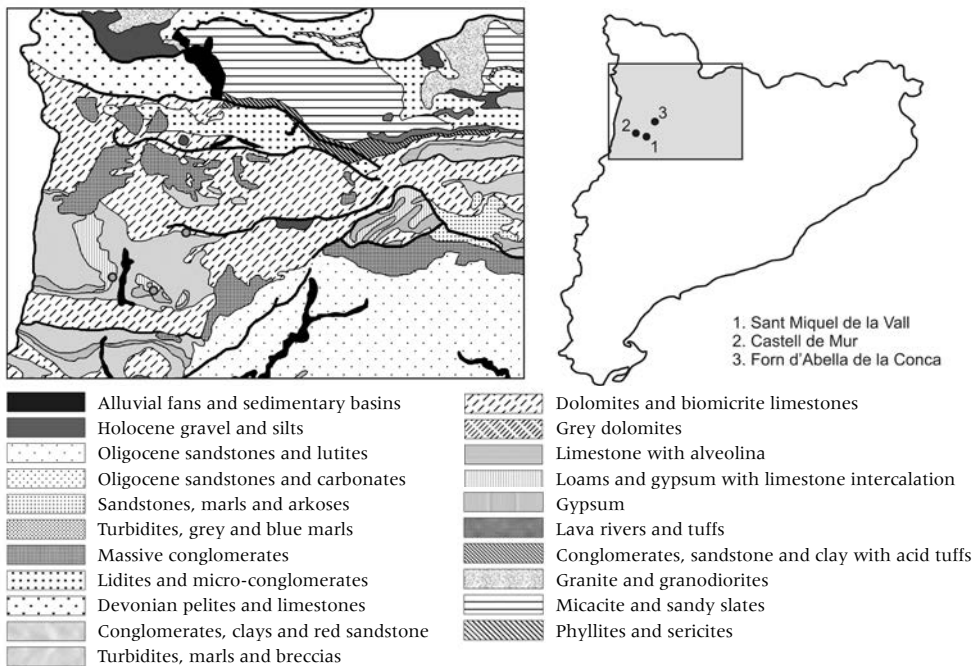 3
2
1
1. Sant Miquel de la Vall
2. Castell de Mur
3. Forn d'Abella de la Conca
Alluvial fans and sedimentary basins
Holocene gravel and silts
Oligocene sandstones and lutites
Oligocene sandstones and carbonates
Sandstones, marls and arkoses
Turbidites, grey and blue marls
Massive conglomerates
Lidites and micro-conglomerates
Devonian pelites and limestones
Conglomerates, clays and red sandstone
Turbidites, marls and breccias
Dolomites and biomicrite limestones
Grey dolomites
Limestone with alveolina
Loams and gypsum with limestone intercalation
Gypsum
Lava rivers and tuffs
Conglomerates, sandstone and clay with acid tuffs
Granite and granodiorites
Micacite and sandy slates
Phyllites and sericites